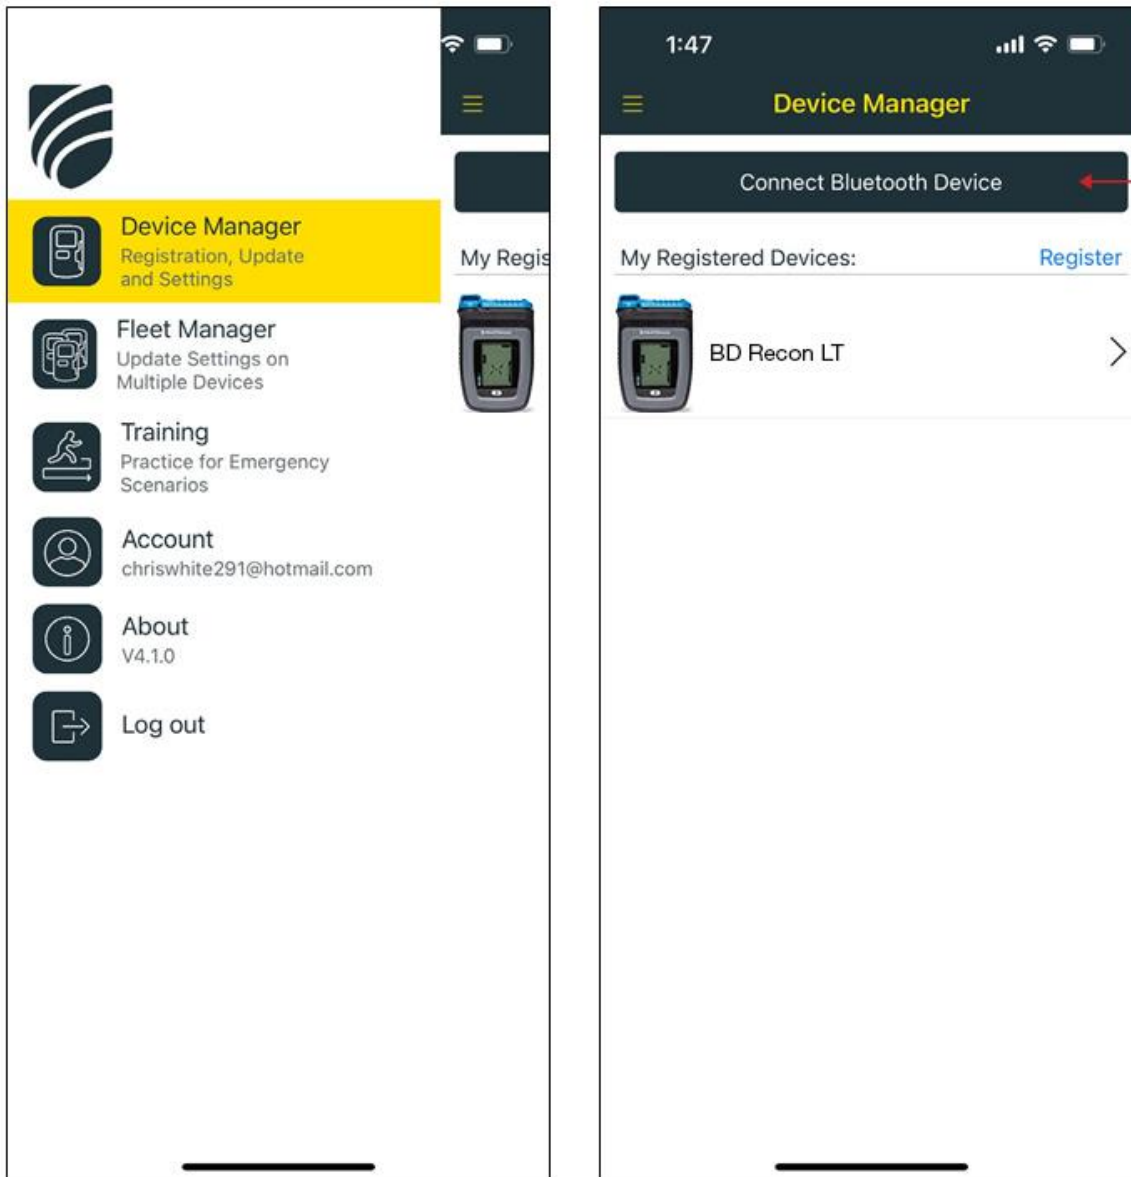 Device Manager
Registration, Update
and Settings
Fleet Manager
Update Settings on
Multiple Devices
Training
Practice for Emergency
Scenarios
Account
chriswhite291@hotmail.com
About
V4.1.0
Log out
My Regis
1:47
Device Manager
Connect Bluetooth Device
My Registered Devices:
Register
BD Recon LT